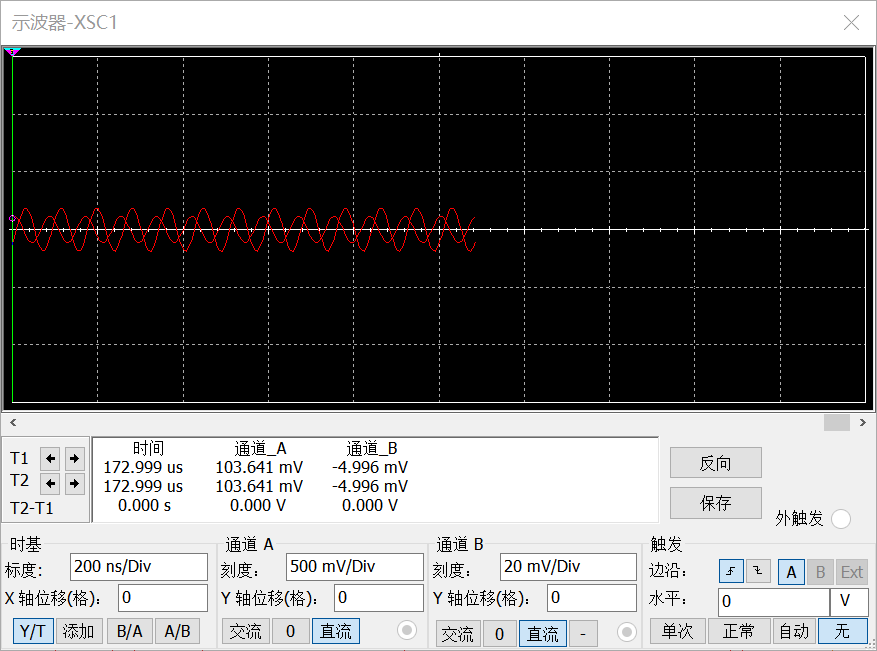 示波器-XSC1
T1
T2
T2-T1
时间 通道_A 通道_B
172.999 us 103.641 mV -4.996 mV
172.999 us 103.641 mV -4.996 mV
0.000 s 0.000 V 0.000 V
反向
保存
外触发
时基
标度: 200 ns/Div
X 轴位移(格): 0
Y/T 添加 B/A A/B
通道 A
刻度: 500 mV/Div
Y 轴位移(格): 0
交流 0 直流
通道 B
刻度: 20 mV/Div
Y 轴位移(格): 0
交流 0 直流 -
触发
边沿: A B Ext
水平: 0 V
单次 正常 自动 无